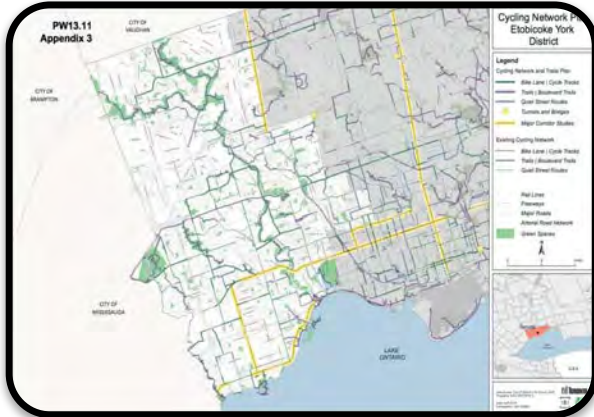 PW13.11
Appendix 3
CITY OF
VAUGHAN
CITY OF
BRAMPTON
CITY OF
MISSISSAUGA
LAKE
ONTARIO
Cycling Network Pl
Etobicoke York
District
Legend
Cycling Network and Trails Plan
Bike Lane | Cycle Tracks
Trails | Boulevard Trails
Quiet Street Routes
Tunnels and Bridges
Major Corridor Studies
Existing Cycling Network
Bike Lane | Cycle Tracks
Trails | Boulevard Trails
Quiet Street Routes
Rail Lines
Freeways
Major Roads
Arterial Road Network
Green Spaces